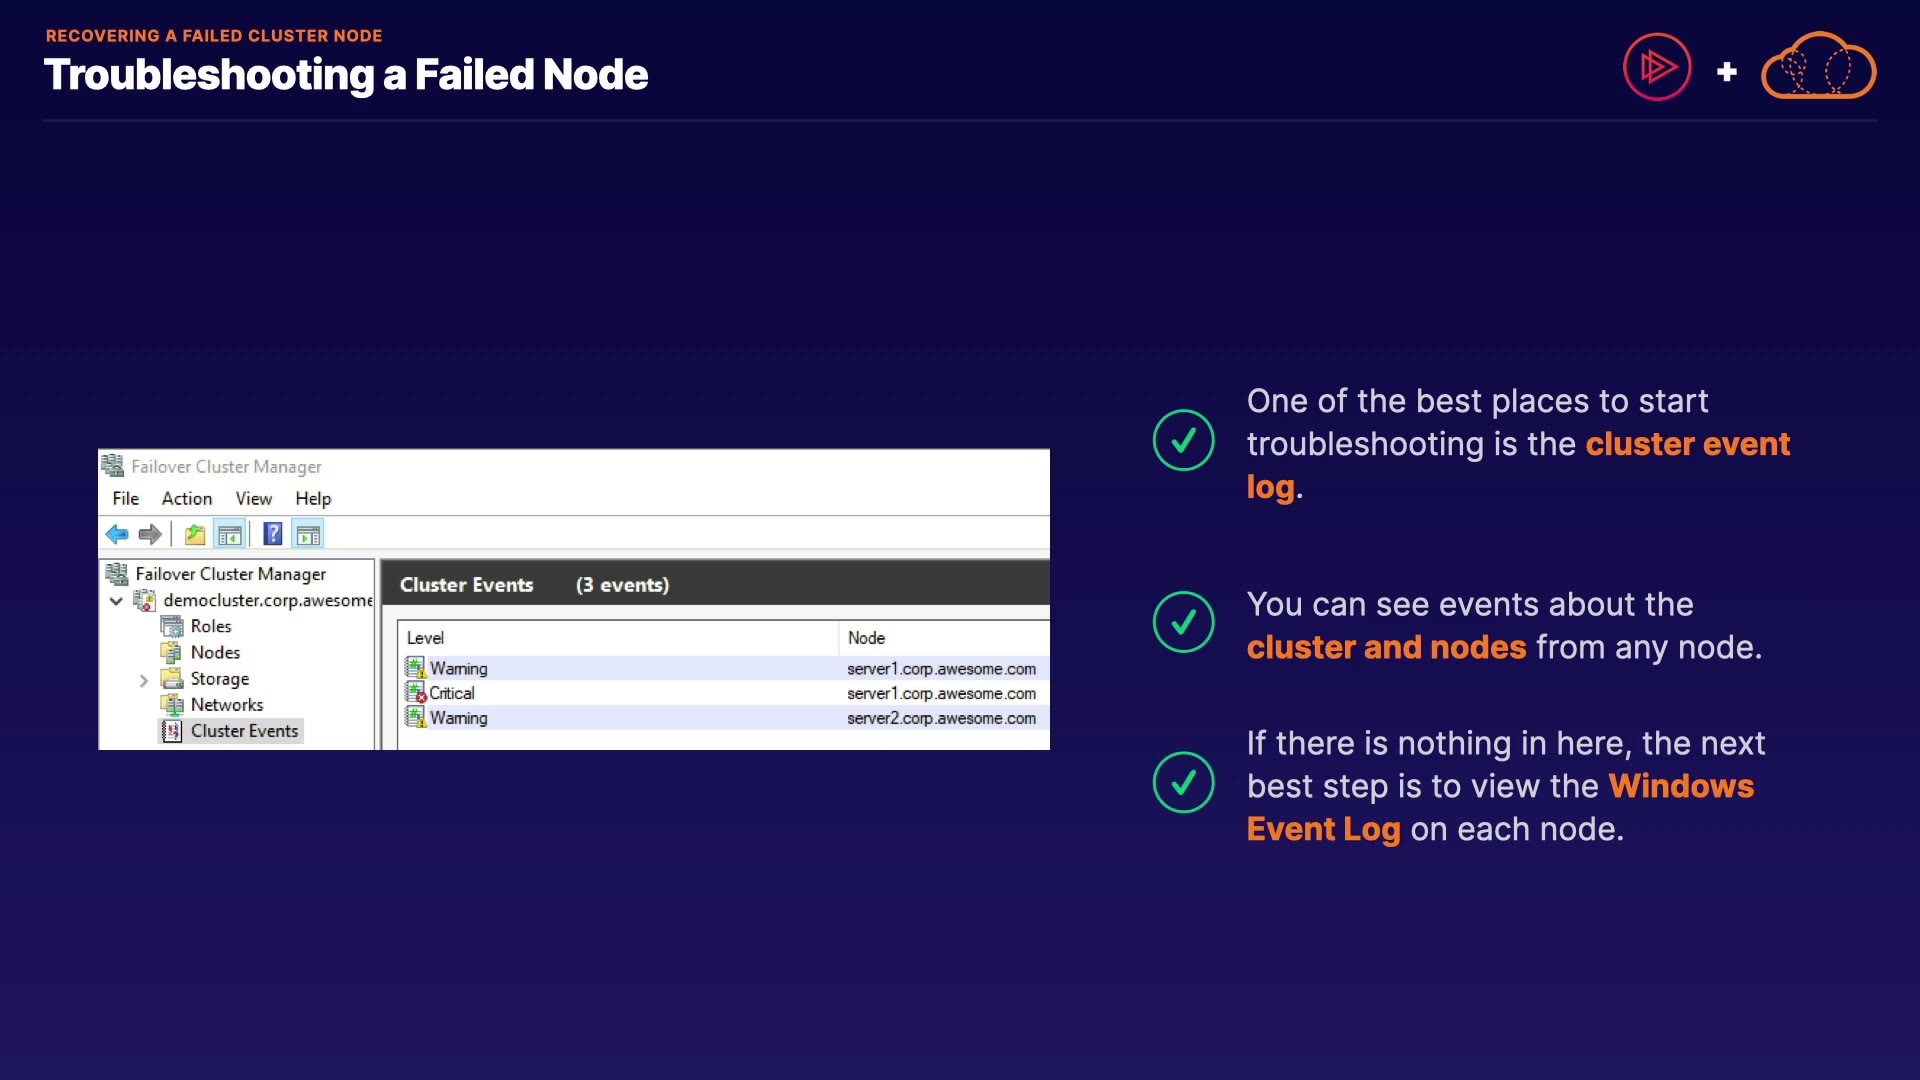 RECOVERING A FAILED CLUSTER NODE
Troubleshooting a Failed Node
Failover Cluster Manager
File Action View Help
Failover Cluster Manager
democluster.corp.awesome
Roles
Nodes
Storage
Networks
Cluster Events
Cluster Events (3 events)
Level Node
Warning server1.corp.awesome.com
Critical server1.corp.awesome.com
Warning server2.corp.awesome.com
One of the best places to start
troubleshooting is the cluster event
log.
You can see events about the
cluster and nodes from any node.
If there is nothing in here, the next
best step is to view the Windows
Event Log on each node.